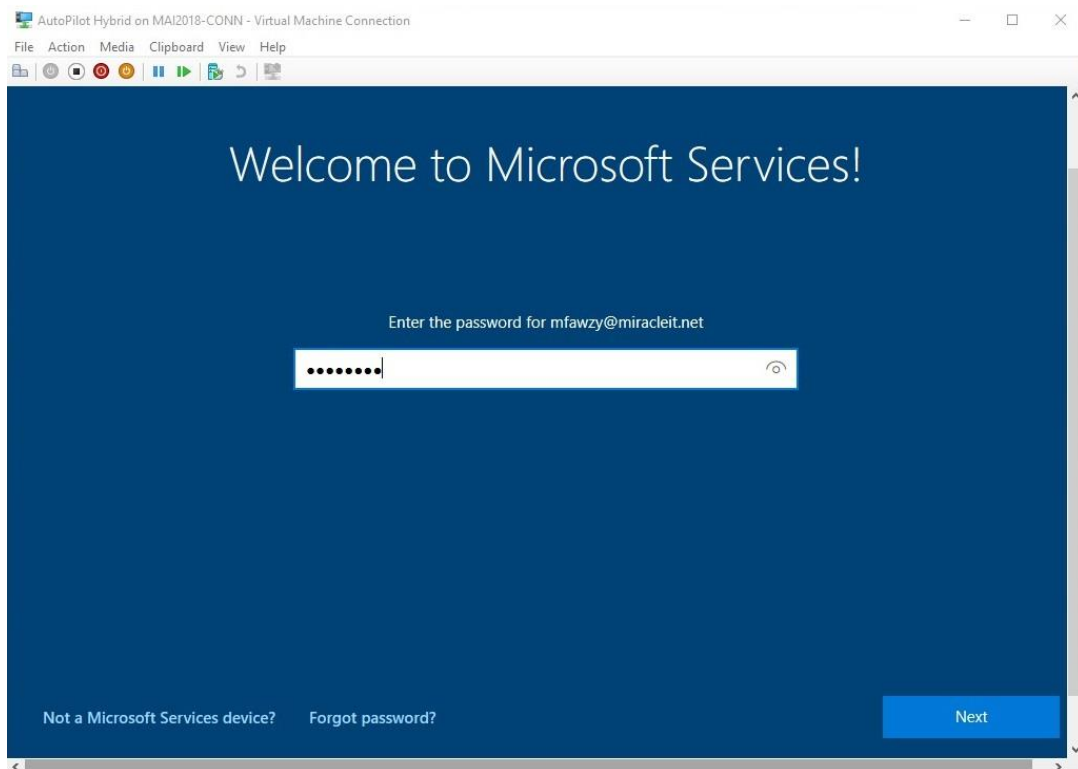 AutoPilot Hybrid on MAI2018-CONN - Virtual Machine Connection
File Action Media Clipboard View Help
Welcome to Microsoft Services!
Enter the password for mfawzy@miracleit.net
Not a Microsoft Services device? Forgot password? Next